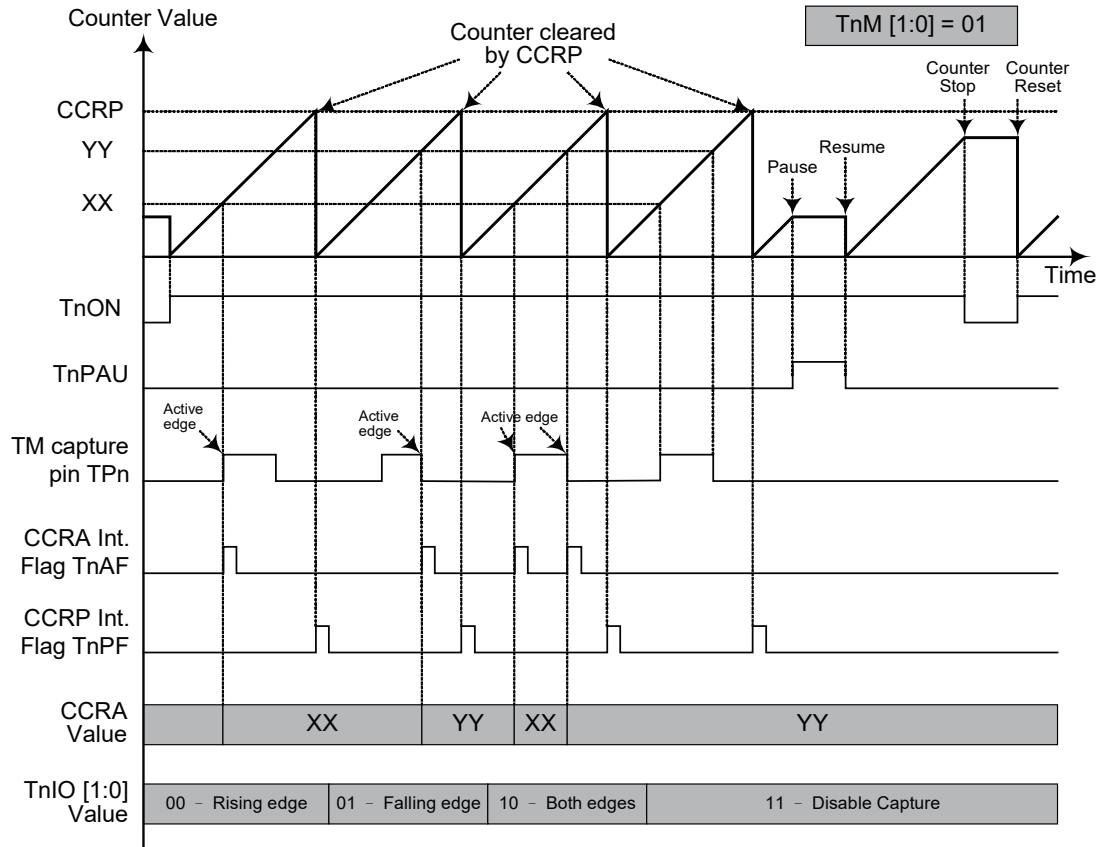 Counter Value
TnM [1:0] = 01
Counter cleared
by CCRP
Counter
Stop
Counter
Reset
CCRP
YY
XX
Pause
Resume
Time
TnON
TnPAU
Active
edge
Active
edge
Active edge
TM capture
pin TPn
CCRA Int.
Flag TnAF
CCRP Int.
Flag TnPF
CCRA
Value
XX
YY
XX
YY
TnIO [1:0]
Value
00 – Rising edge
01 – Falling edge
10 – Both edges
11 – Disable Capture